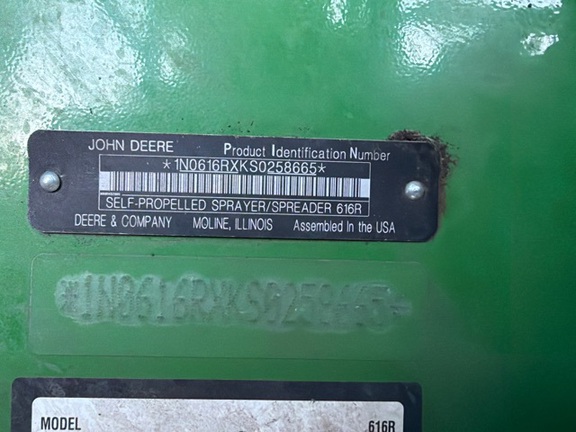 JOHN DEERE Product Identification Number
*1N0616RXKS0258665*
SELF-PROPELLED SPRAYER/SPREADER 616R
DEERE & COMPANY MOLINE, ILLINOIS Assembled in the USA
*1N0616RXKS0258665*
MODEL 616R